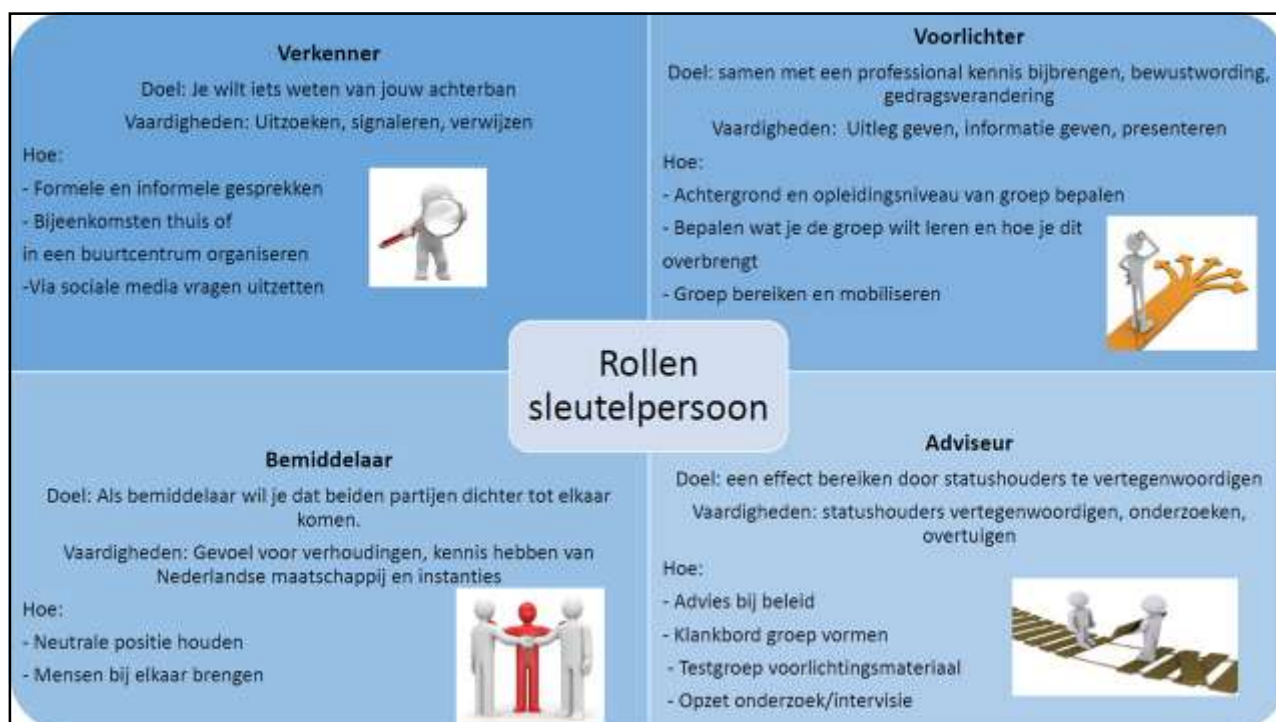 Verkenner
Doel: Je wilt iets weten van jouw achterban
Vaardigheden: Uitzoeken, signaleren, verwijzen
Hoe:
- Formele en informele gesprekken
- Bijeenkomsten thuis of
in een buurtcentrum organiseren
-Via sociale media vragen uitzetten
Voorlichter
Doel: samen met een professional kennis bijbrengen, bewustwording,
gedragsverandering
Vaardigheden: Uitleg geven, informatie geven, presenteren
Hoe:
- Achtergrond en opleidingsniveau van groep bepalen
- Bepalen wat je de groep wilt leren en hoe je dit
overbrengt
- Groep bereiken en mobiliseren
Rollen
sleutelpersoon
Bemiddelaar
Doel: Als bemiddelaar wil je dat beiden partijen dichter tot elkaar
komen.
Vaardigheden: Gevoel voor verhoudingen, kennis hebben van
Nederlandse maatschappij en instanties
Hoe:
- Neutrale positie houden
- Mensen bij elkaar brengen
Adviseur
Doel: een effect bereiken door statushouders te vertegenwoordigen
Vaardigheden: statushouders vertegenwoordigen, onderzoeken,
overtuigen
Hoe:
- Advies bij beleid
- Klankbord groep vormen
- Testgroep voorlichtingsmateriaal
- Opzet onderzoek/intervisie